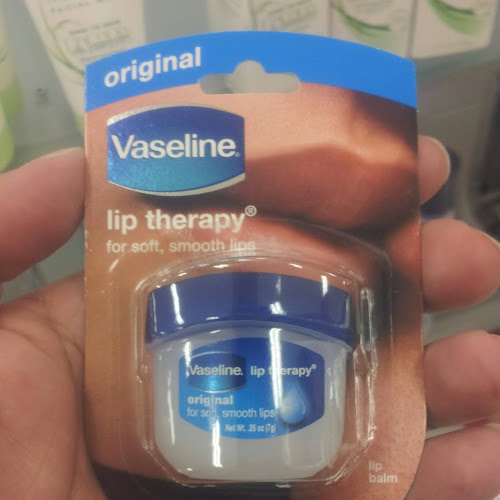 original
Vaseline®
lip therapy®
for soft, smooth lips
Vaseline. lip therapy®
original
for soft, smooth lips
Net Wt. .25 oz (7g)
lip
balm